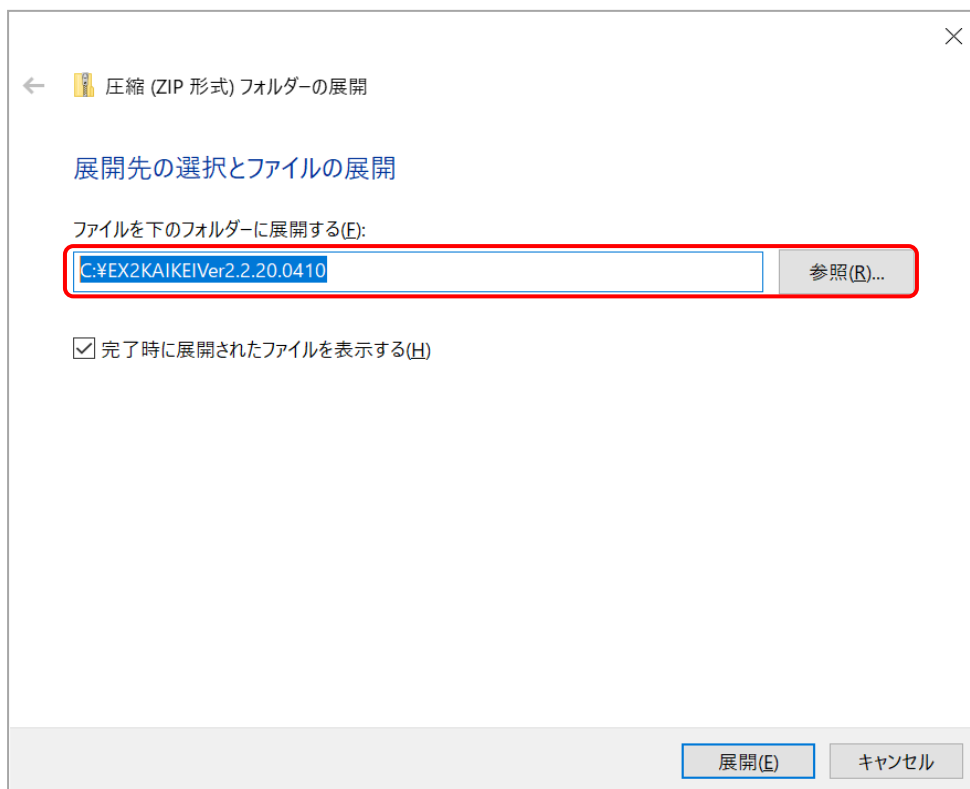 圧縮 (ZIP 形式) フォルダーの展開
展開先の選択とファイルの展開
ファイルを下のフォルダーに展開する(F):
C:¥EX2KAIKEIVer2.2.20.0410
参照(R)...
完了時に展開されたファイルを表示する(H)
展開(E)
キャンセル